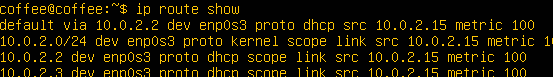 coffee@coffee:~$ ip route show
default via 10.0.2.2 dev enp0s3 proto dhcp src 10.0.2.15 metric 100
10.0.2.0/24 dev enp0s3 proto kernel scope link src 10.0.2.15 metric 1
10.0.2.2 dev enp0s3 proto dhcp scope link src 10.0.2.15 metric 100
10.0.2.3 dev enp0s3 proto dhcp scope link src 10.0.2.15 metric 100